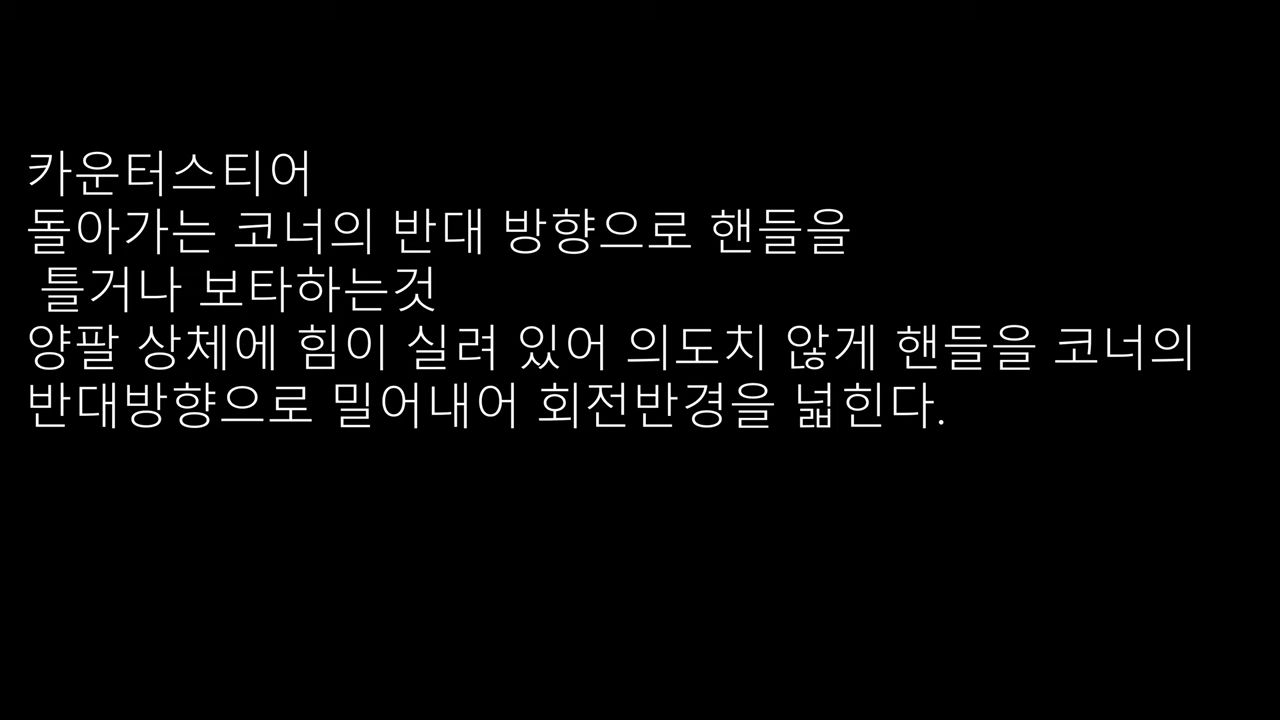 카운터스티어
돌아가는 코너의 반대 방향으로 핸들을
틀거나 보타하는것
양팔 상체에 힘이 실려 있어 의도치 않게 핸들을 코너의
반대방향으로 밀어내어 회전반경을 넓힌다.